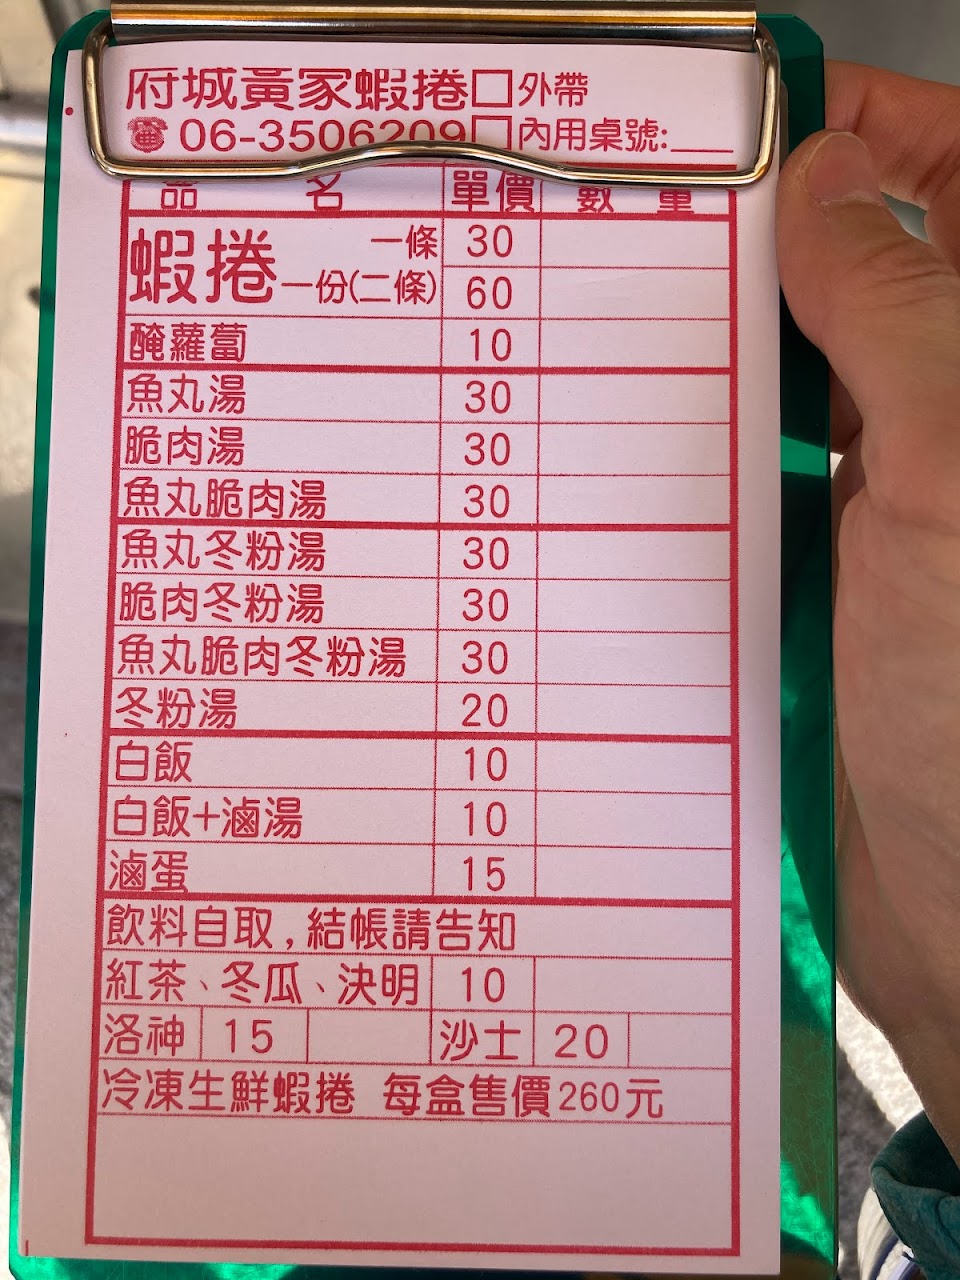 府城黃家蝦捲□外帶
☎06-3506209□內用桌號:___
品 名 單價 數 量
蝦捲 一條 30
一份(二條) 60
醃蘿蔔 10
魚丸湯 30
脆肉湯 30
魚丸脆肉湯 30
魚丸冬粉湯 30
脆肉冬粉湯 30
魚丸脆肉冬粉湯 30
冬粉湯 20
白飯 10
白飯+滷湯 10
滷蛋 15
飲料自取,結帳請告知
紅茶、冬瓜、決明 10
洛神 15 沙士 20
冷凍生鮮蝦捲 每盒售價260元